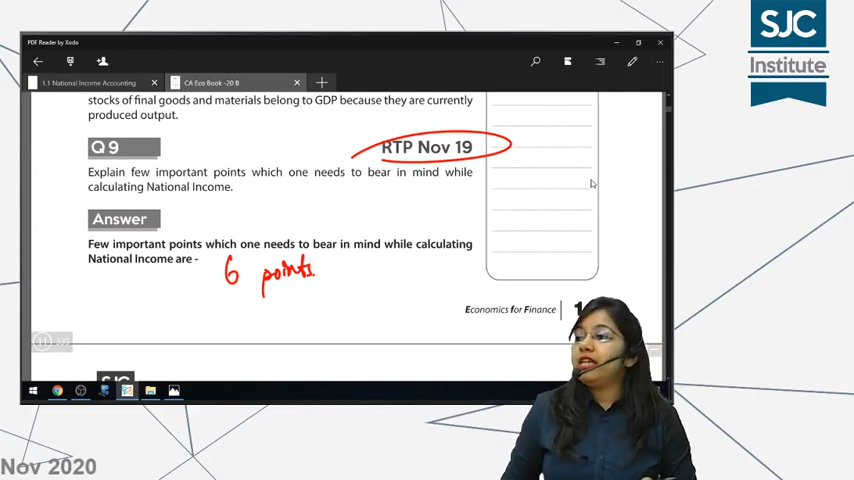 SJC
Institute
PDF Reader by Xodo
1.1 National Income Accounting
CA Eco Book -20 B
stocks of final goods and materials belong to GDP because they are currently
produced output.
Q 9
RTP Nov 19
Explain few important points which one needs to bear in mind while
calculating National Income.
Answer
Few important points which one needs to bear in mind while calculating
National Income are -
6 points.
Economics for Finance
11 335
SJC
Nov 2020